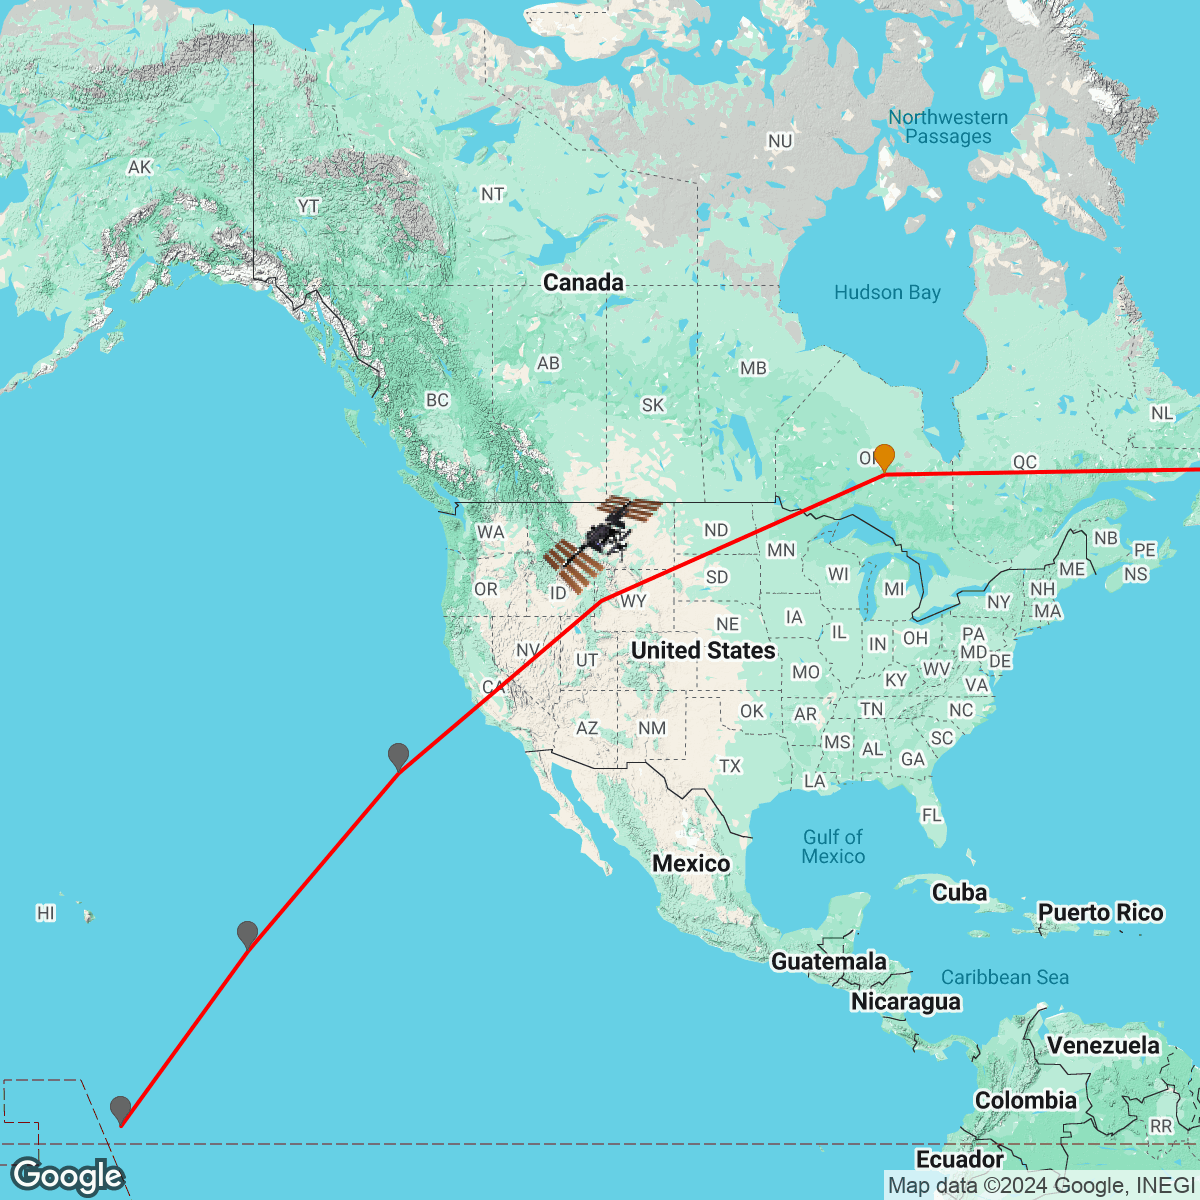 Northwestern
Passages
NU
AK
NT
YT
Canada
Hudson Bay
AB
MB
BC
SK
NL
QC
WA
ND
MN
NB
PE
OR
ID
WY
SD
WI
MI
ME
NS
NH
NY
MA
NE
IA
IL
IN
OH
PA
MD
DE
NV
UT
United States
MO
KY
WV
VA
CA
OK
AR
TN
NC
AZ
NM
MS
AL
SC
GA
TX
LA
FL
Gulf of
Mexico
Mexico
Cuba
HI
Puerto Rico
Guatemala
Caribbean Sea
Nicaragua
Venezuela
Colombia
RR
Ecuador
Google
Map data ©2024 Google, INEGI